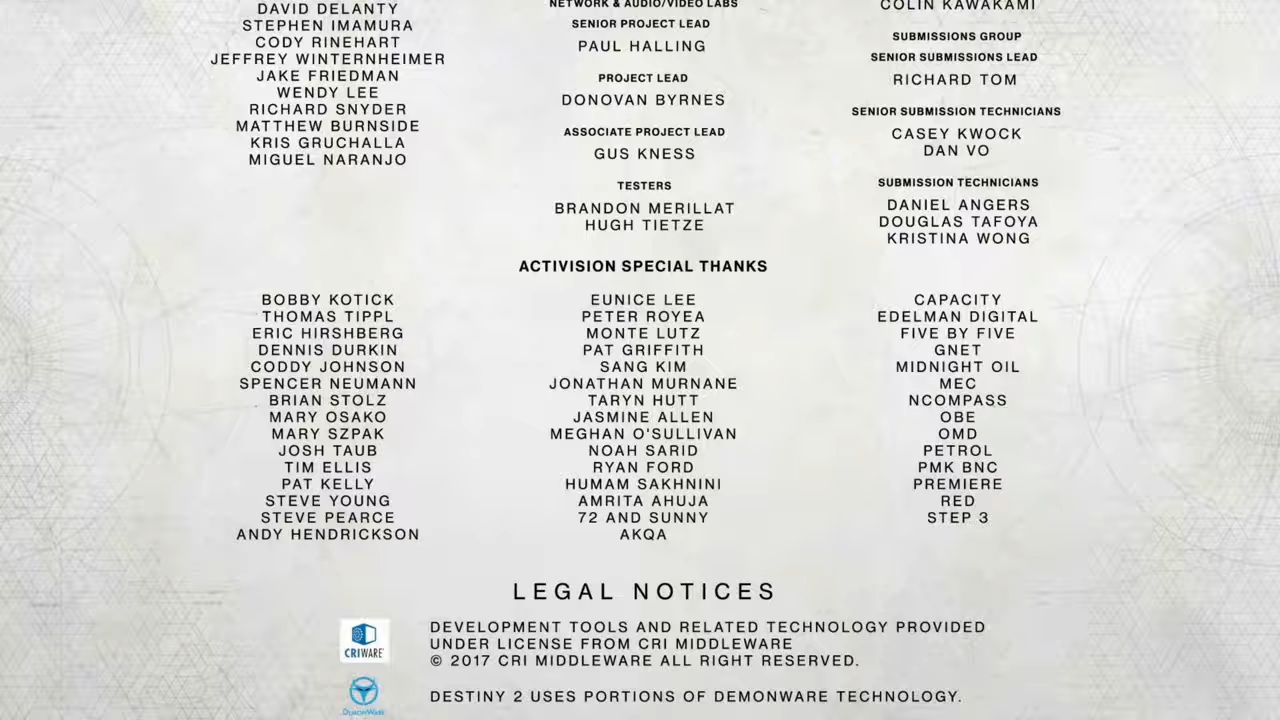 DAVID DELANTY
STEPHEN IMAMURA
CODY RINEHART
JEFFREY WINTERNHEIMER
JAKE FRIEDMAN
WENDY LEE
RICHARD SNYDER
MATTHEW BURNSIDE
KRIS GRUCHALLA
MIGUEL NARANJO
NETWORK & AUDIO/VIDEO LABS
SENIOR PROJECT LEAD
PAUL HALLING
PROJECT LEAD
DONOVAN BYRNES
ASSOCIATE PROJECT LEAD
GUS KNESS
TESTERS
BRANDON MERILLAT
HUGH TIETZE
COLIN KAWAKAMI
SUBMISSIONS GROUP
SENIOR SUBMISSIONS LEAD
RICHARD TOM
SENIOR SUBMISSION TECHNICIANS
CASEY KWOCK
DAN VO
SUBMISSION TECHNICIANS
DANIEL ANGERS
DOUGLAS TAFOYA
KRISTINA WONG
ACTIVISION SPECIAL THANKS
BOBBY KOTICK
THOMAS TIPPL
ERIC HIRSHBERG
DENNIS DURKIN
CODDY JOHNSON
SPENCER NEUMANN
BRIAN STOLZ
MARY OSAKO
MARY SZPAK
JOSH TAUB
TIM ELLIS
PAT KELLY
STEVE YOUNG
STEVE PEARCE
ANDY HENDRICKSON
EUNICE LEE
PETER ROYEA
MONTE LUTZ
PAT GRIFFITH
SANG KIM
JONATHAN MURNANE
TARYN HUTT
JASMINE ALLEN
MEGHAN O'SULLIVAN
NOAH SARID
RYAN FORD
HUMAM SAKHNINI
AMRITA AHUJA
72 AND SUNNY
AKQA
CAPACITY
EDELMAN DIGITAL
FIVE BY FIVE
GNET
MIDNIGHT OIL
MEC
NCOMPASS
OBE
OMD
PETROL
PMK BNC
PREMIERE
RED
STEP 3
LEGAL NOTICES
CRIWARE
DEVELOPMENT TOOLS AND RELATED TECHNOLOGY PROVIDED
UNDER LICENSE FROM CRI MIDDLEWARE
© 2017 CRI MIDDLEWARE ALL RIGHT RESERVED.
DEMONWARE
DESTINY 2 USES PORTIONS OF DEMONWARE TECHNOLOGY.